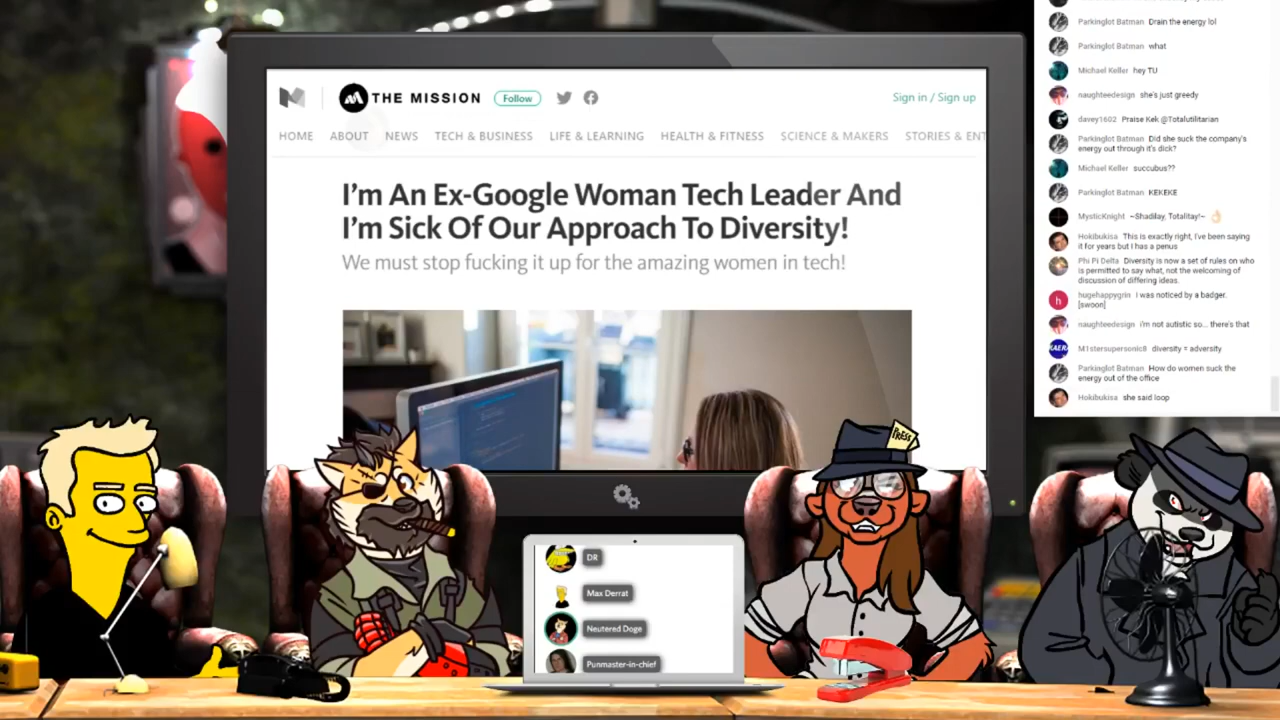 THE MISSION
Follow
Sign in / Sign up
HOME ABOUT NEWS TECH & BUSINESS LIFE & LEARNING HEALTH & FITNESS SCIENCE & MAKERS STORIES & ENT
I'm An Ex-Google Woman Tech Leader And
I'm Sick Of Our Approach To Diversity!
We must stop fucking it up for the amazing women in tech!
Parkinglot Batman Drain the energy lol
Parkinglot Batman what
Michael Keller hey TU
naughteedesign she's just greedy
davey1602 Praise Kek @Totalutilitarian
Parkinglot Batman Did she suck the company's
energy out through it's dick?
Michael Keller succubus??
Parkinglot Batman KEKEKE
MysticKnight ~Shadilay, Totalitay!~ 👌🏻
Hokibukisa This is exactly right, I've been saying
it for years but I has a penus
Phi Pi Delta Diversity is now a set of rules on who
is permitted to say what, not the welcoming of
discussion of differing ideas.
h
hugehappygrin I was noticed by a badger.
[swoon]
naughteedesign i'm not autistic so... there's that
M1stersupersonic8 diversity = adversity
Parkinglot Batman How do women suck the
energy out of the office
Hokibukisa she said loop
PRESS
DR
Max Derrat
Neutered Doge
Punmaster-in-chief